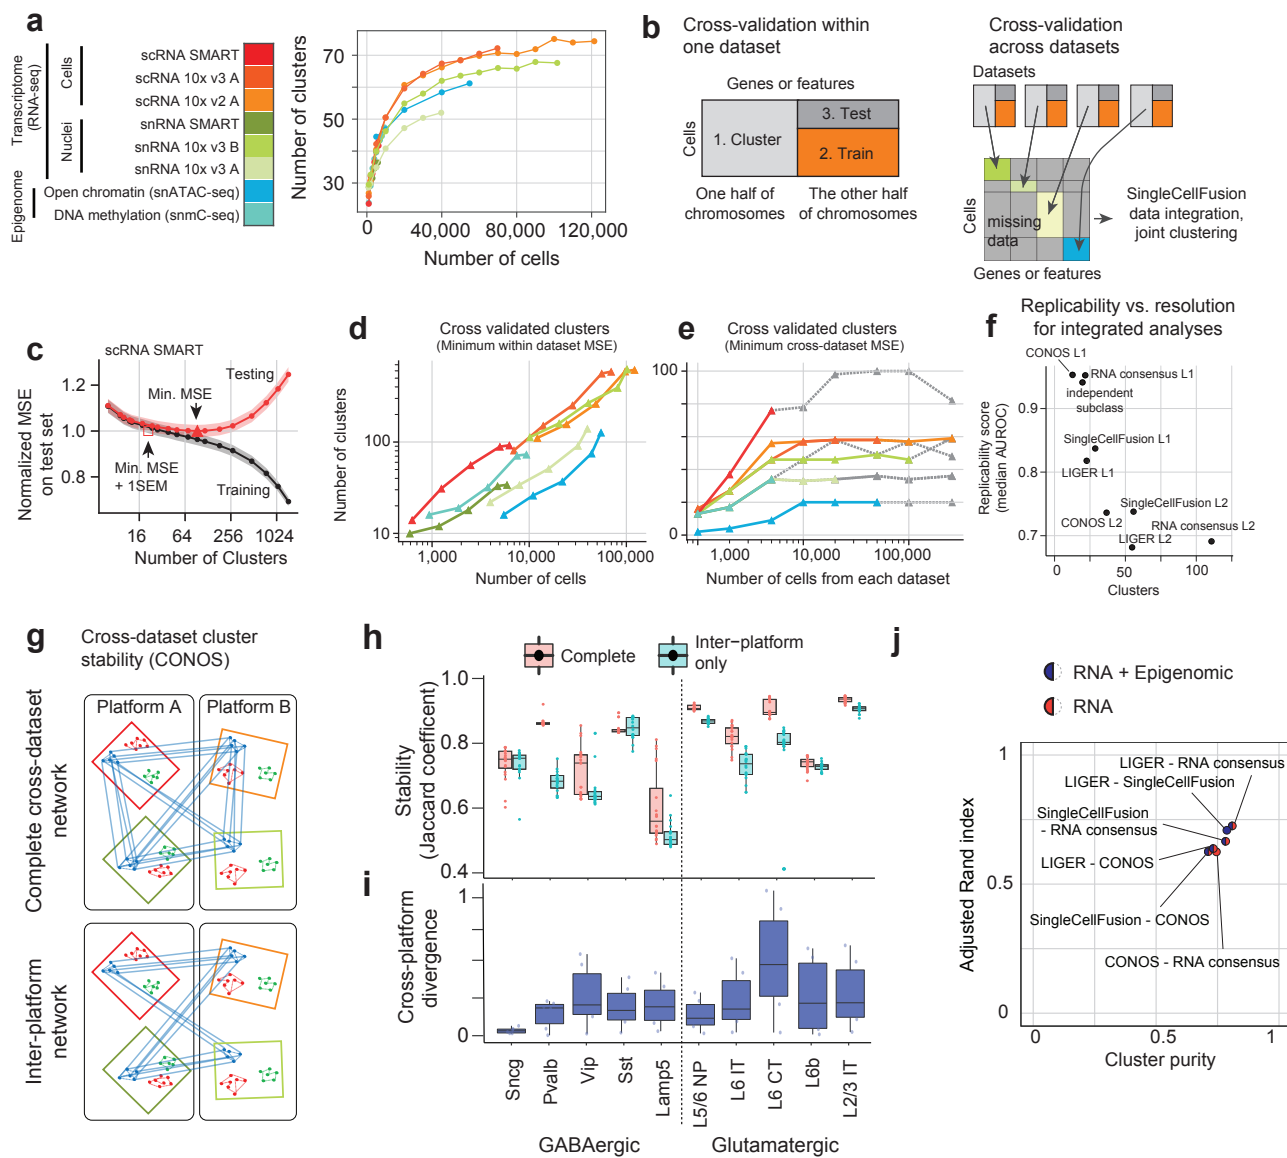 a
Transcriptome
(RNA-seq)
Cells
Nuclei
Epigenome
scRNA SMART
scRNA 10x v3 A
scRNA 10x v2 A
snRNA SMART
snRNA 10x v3 B
snRNA 10x v3 A
Open chromatin (snATAC-seq)
DNA methylation (snmC-seq)
Number of clusters
70
50
30
0
40,000
80,000
120,000
Number of cells
b
Cross-validation within
one dataset
Genes or features
Cells
1. Cluster
3. Test
2. Train
One half of
chromosomes
The other half
of chromosomes
Cross-validation
across datasets
Datasets
Cells
missing
data
Genes or features
SingleCellFusion
data integration,
joint clustering
c
scRNA SMART
Normalized MSE
on test set
1.2
1.0
0.8
Testing
Min. MSE
Min. MSE
+ 1SEM
Training
16
64
256
1024
Number of Clusters
d
Cross validated clusters
(Minimum within dataset MSE)
Number of clusters
100
10
1,000
10,000
100,000
Number of cells
e
Cross validated clusters
(Minimum cross-dataset MSE)
100
0
1,000
10,000
100,000
Number of cells from each dataset
f
Replicability vs. resolution
for integrated analyses
Replicability score
(median AUROC)
0.9
0.8
0.7
CONOS L1
RNA consensus L1
independent
subclass
SingleCellFusion L1
LIGER L1
SingleCellFusion L2
CONOS L2
RNA consensus L2
LIGER L2
0
50
100
Clusters
g
Cross-dataset cluster
stability (CONOS)
Complete cross-dataset
network
Platform A
Platform B
Inter-platform
network
h
Complete
Inter−platform
only
Stability
(Jaccard coefficent)
1.0
0.8
0.6
0.4
i
Cross-platform
divergence
1
0
Sncg
Pvalb
Vip
Sst
Lamp5
L5/6 NP
L6 IT
L6 CT
L6b
L2/3 IT
GABAergic
Glutamatergic
j
RNA + Epigenomic
RNA
Adjusted Rand index
1
0.5
0
LIGER - RNA consensus
LIGER - SingleCellFusion
SingleCellFusion
- RNA consensus
LIGER - CONOS
SingleCellFusion - CONOS
CONOS - RNA consensus
0
0.5
1
Cluster purity